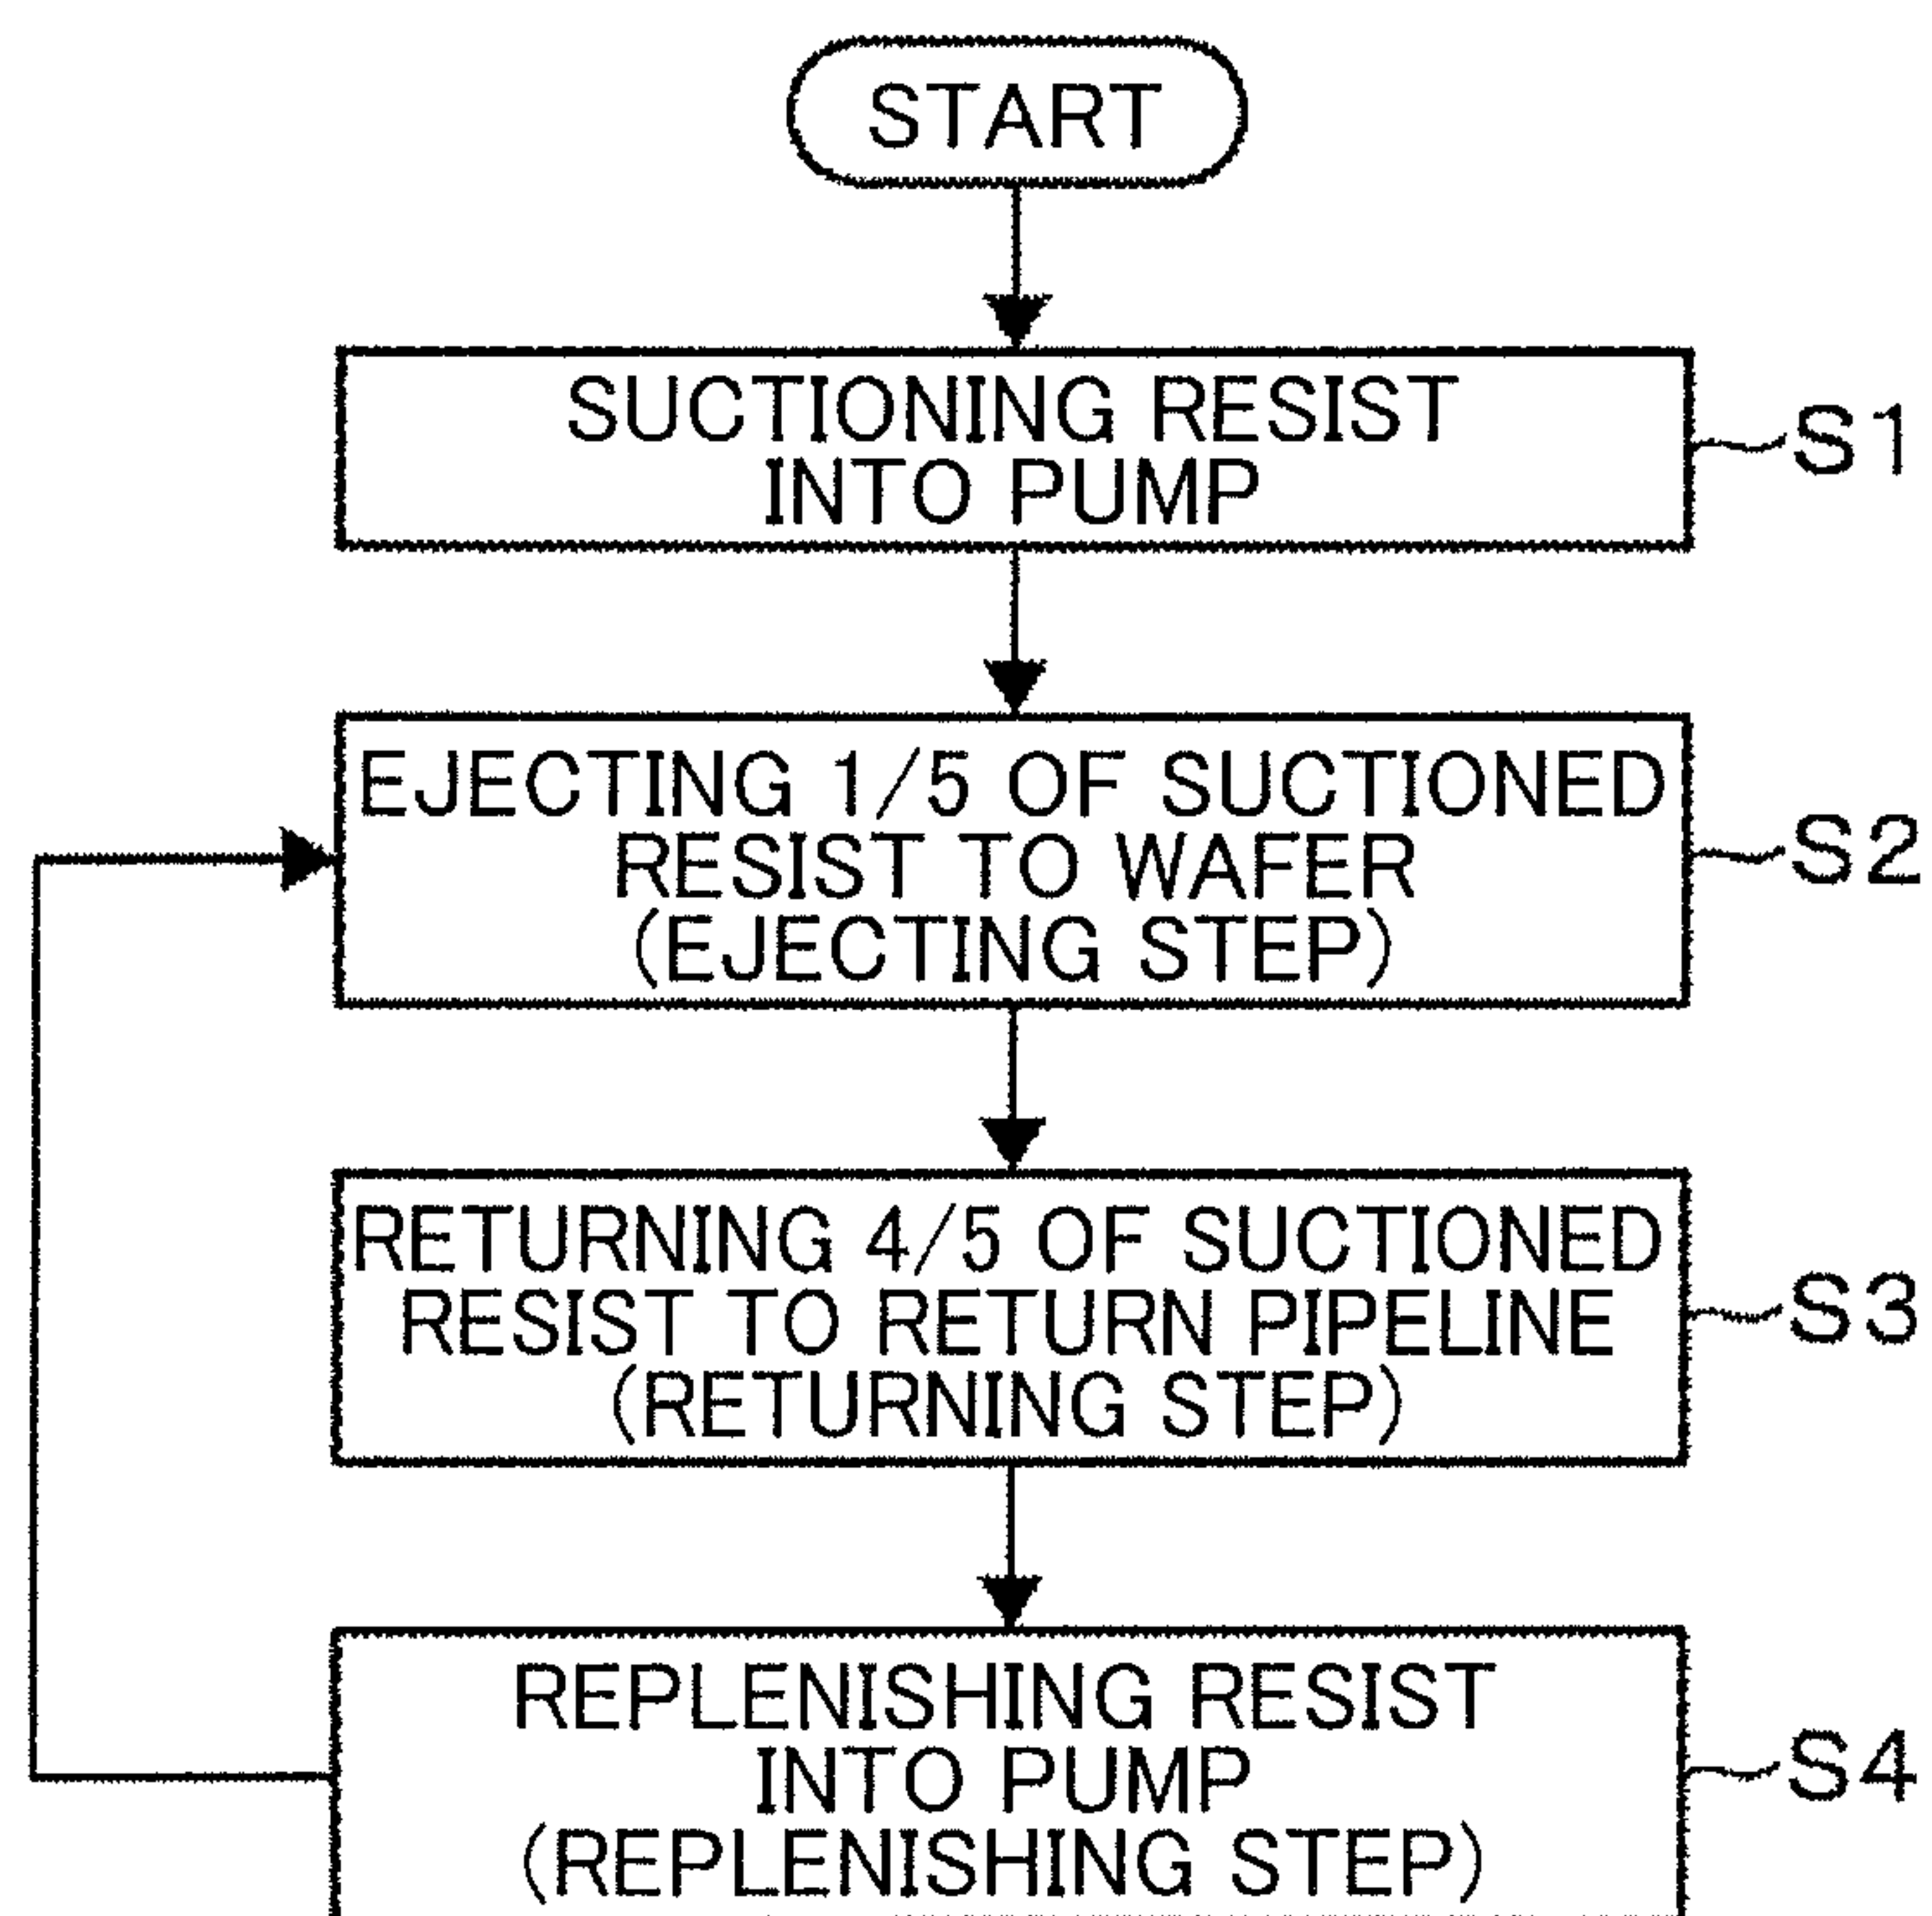 START
SUCTIONING RESIST
INTO PUMP
S1
EJECTING 1/5 OF SUCTIONED
RESIST TO WAFER
(EJECTING STEP)
S2
RETURNING 4/5 OF SUCTIONED
RESIST TO RETURN PIPELINE
(RETURNING STEP)
S3
REPLENISHING RESIST
INTO PUMP
(REPLENISHING STEP)
S4